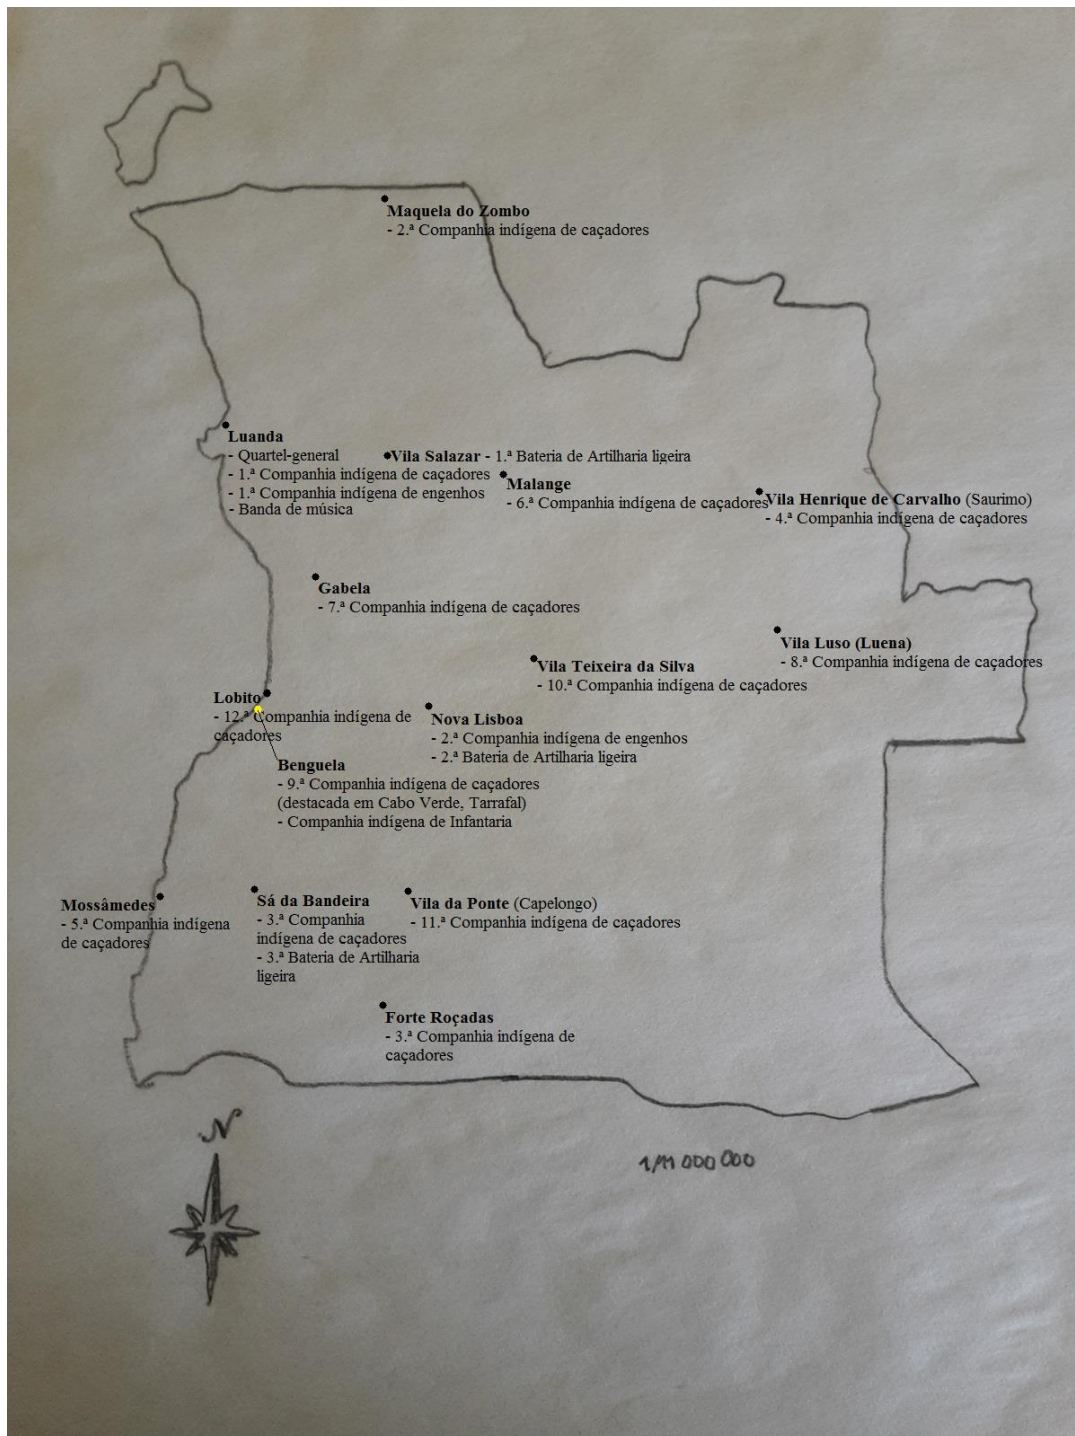 Maquela do Zombo
- 2.ª Companhia indígena de caçadores
Luanda
- Quartel-general
- 1.ª Companhia indígena de caçadores
- 1.ª Companhia indígena de engenhos
- Banda de música
Vila Salazar - 1.ª Bateria de Artilharia ligeira
Malange
- 6.ª Companhia indígena de caçadores
Vila Henrique de Carvalho (Saurimo)
- 4.ª Companhia indígena de caçadores
Gabela
- 7.ª Companhia indígena de caçadores
Vila Luso (Luena)
- 8.ª Companhia indígena de caçadores
Vila Teixeira da Silva
- 10.ª Companhia indígena de caçadores
Lobito
- 12.ª Companhia indígena de
caçadores
Nova Lisboa
- 2.ª Companhia indígena de engenhos
- 2.ª Bateria de Artilharia ligeira
Benguela
- 9.ª Companhia indígena de caçadores
(destacada em Cabo Verde, Tarrafal)
- Companhia indígena de Infantaria
Mossâmedes
- 5.ª Companhia indígena
de caçadores
Sá da Bandeira
- 3.ª Companhia
indígena de caçadores
- 3.ª Bateria de Artilharia
ligeira
Vila da Ponte (Capelongo)
- 11.ª Companhia indígena de caçadores
Forte Roçadas
- 3.ª Companhia indígena de
caçadores
N
1/11 000 000